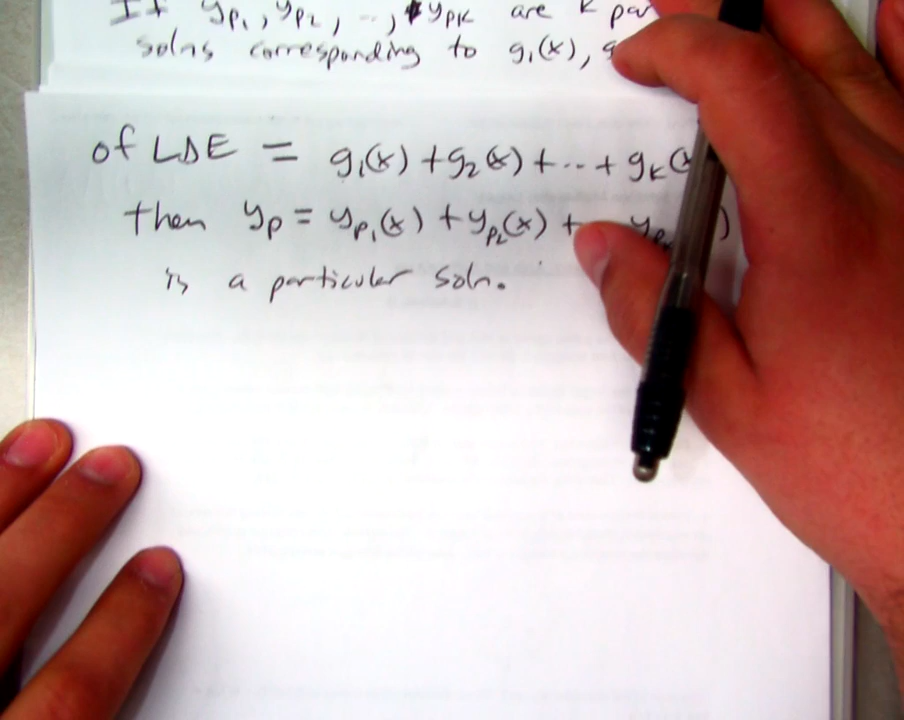 If yp1, yp2, ..., ypk are k par
solns corresponding to g1(x),
of LDE = g1(x) + g2(x) + ... + gk(x
then yp = yp1(x) + yp2(x) + yp )
is a particular soln.